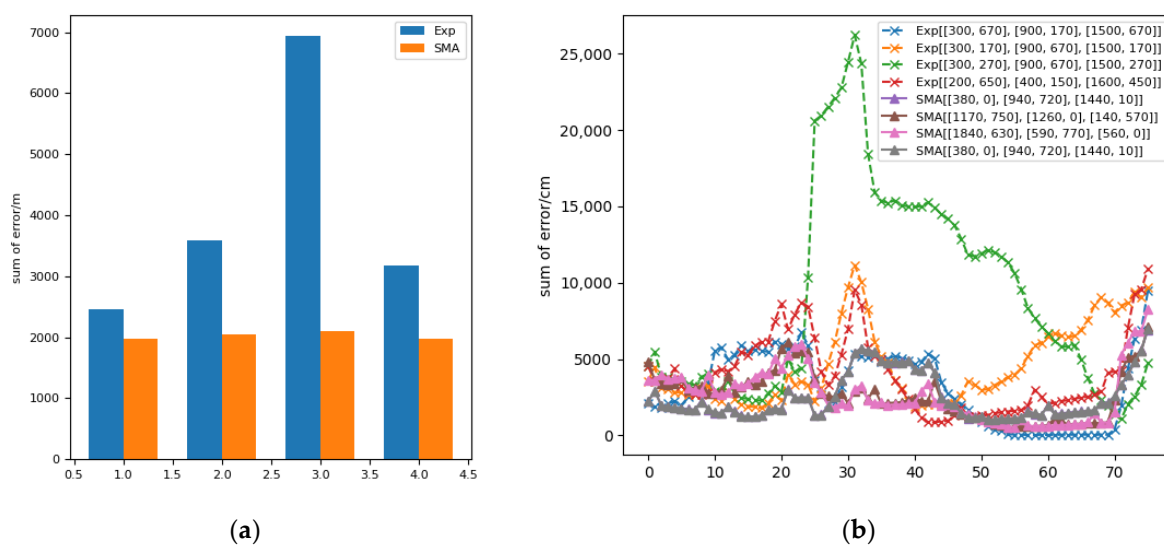 7000
6000
5000
4000
3000
2000
1000
0
sum of error/m
Exp
SMA
0.5 1.0 1.5 2.0 2.5 3.0 3.5 4.0 4.5
(a)
25,000
20,000
15,000
10,000
5000
0
sum of error/cm
Exp[[300, 670], [900, 170], [1500, 670]]
Exp[[300, 170], [900, 670], [1500, 170]]
Exp[[300, 270], [900, 670], [1500, 270]]
Exp[[200, 650], [400, 150], [1600, 450]]
SMA[[380, 0], [940, 720], [1440, 10]]
SMA[[1170, 750], [1260, 0], [140, 570]]
SMA[[1840, 630], [590, 770], [560, 0]]
SMA[[380, 0], [940, 720], [1440, 10]]
0 10 20 30 40 50 60 70
(b)